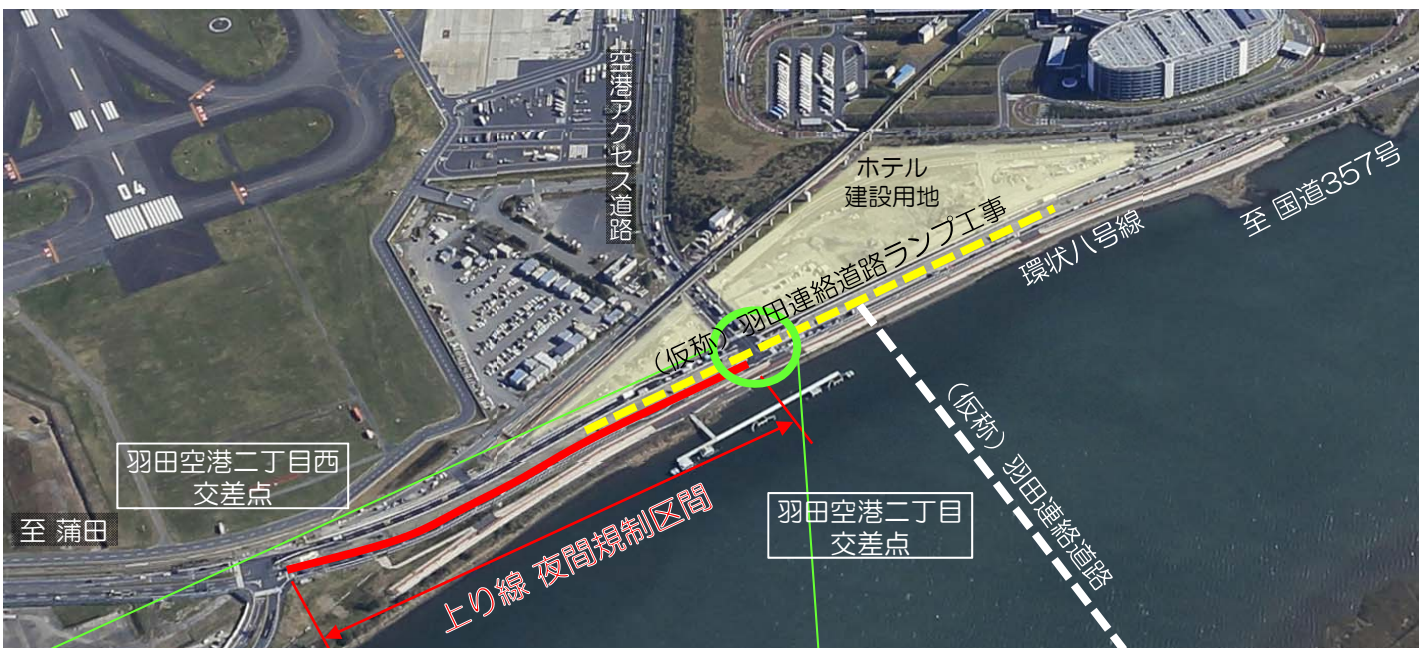 空港アクセス道路
04
ホテル
建設用地
至 国道357号
環状八号線
（仮称）羽田連絡道路ランプ工事
（仮称）羽田連絡道路
羽田空港二丁目西
交差点
至 蒲田
羽田空港二丁目
交差点
上り線 夜間規制区間